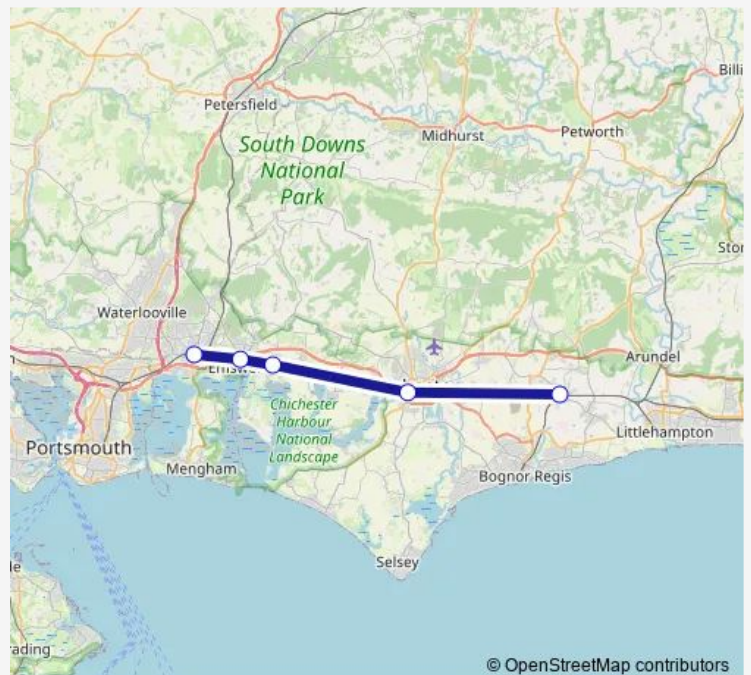 Billi
Petersfield
Midhurst
Petworth
South Downs
National
Park
Stor
Waterlooville
Arundel
Chichester
Harbour
National
Landscape
Littlehampton
Portsmouth
Mengham
Bognor Regis
Selsey
ading
© OpenStreetMap contributors